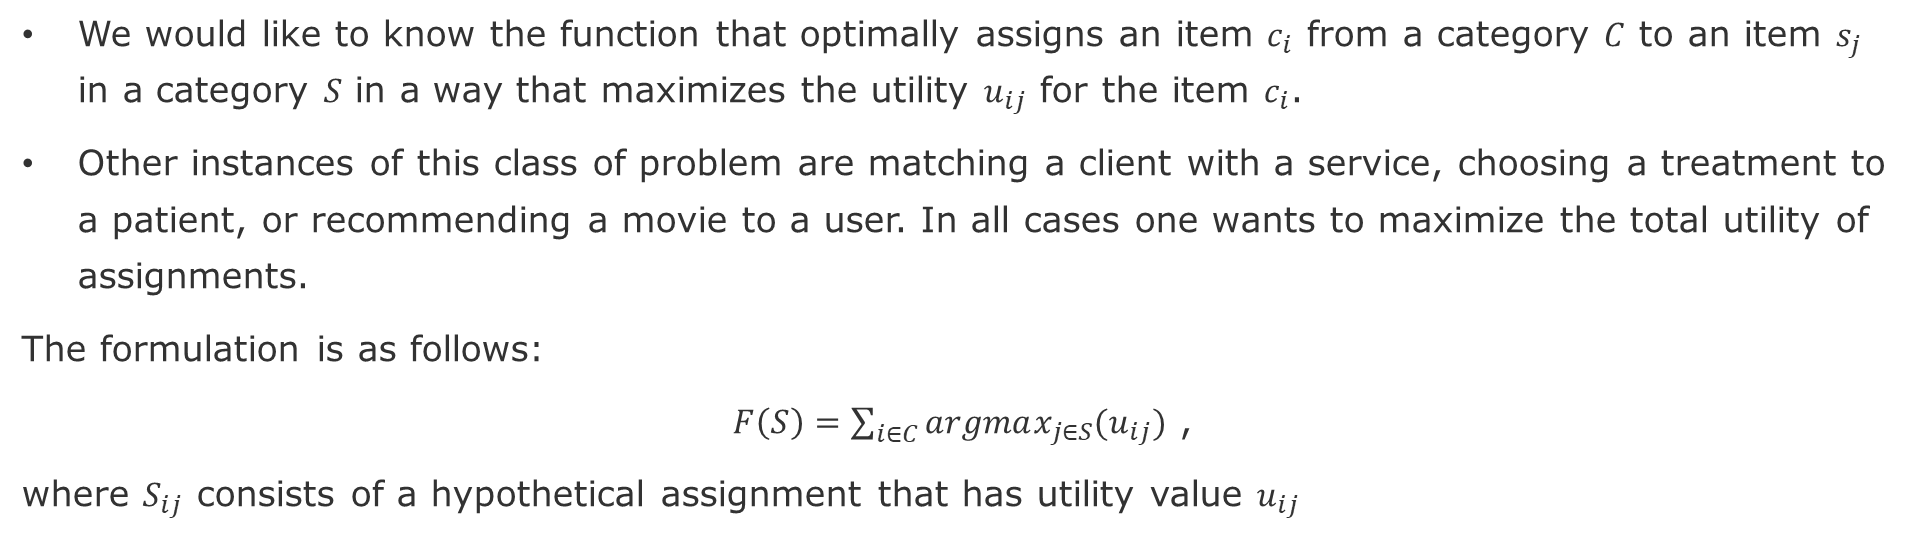 • We would like to know the function that optimally assigns an item 𝑐ᵢ from a category 𝐶 to an item 𝑠ⱼ
in a category 𝑆 in a way that maximizes the utility 𝑢ᵢⱼ for the item 𝑐ᵢ.
• Other instances of this class of problem are matching a client with a service, choosing a treatment to
a patient, or recommending a movie to a user. In all cases one wants to maximize the total utility of
assignments.
The formulation is as follows:
𝐹(𝑆) = ∑_{𝑖∈𝐶} 𝑎𝑟𝑔𝑚𝑎𝑥_{𝑗∈𝑆}(𝑢ᵢⱼ) ,
where 𝑆ᵢⱼ consists of a hypothetical assignment that has utility value 𝑢ᵢⱼ